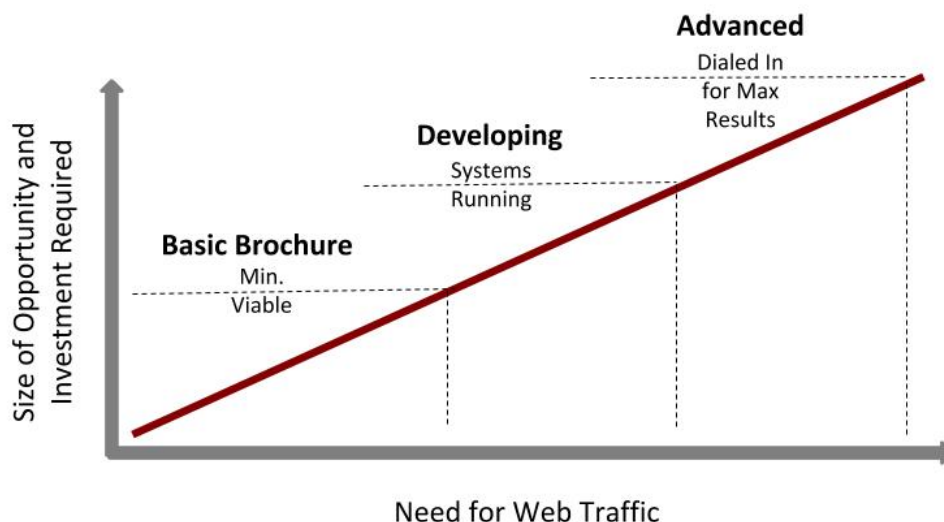 Advanced
Dialed In
for Max
Results
Developing
Systems
Running
Basic Brochure
Min.
Viable
Size of Opportunity and
Investment Required
Need for Web Traffic